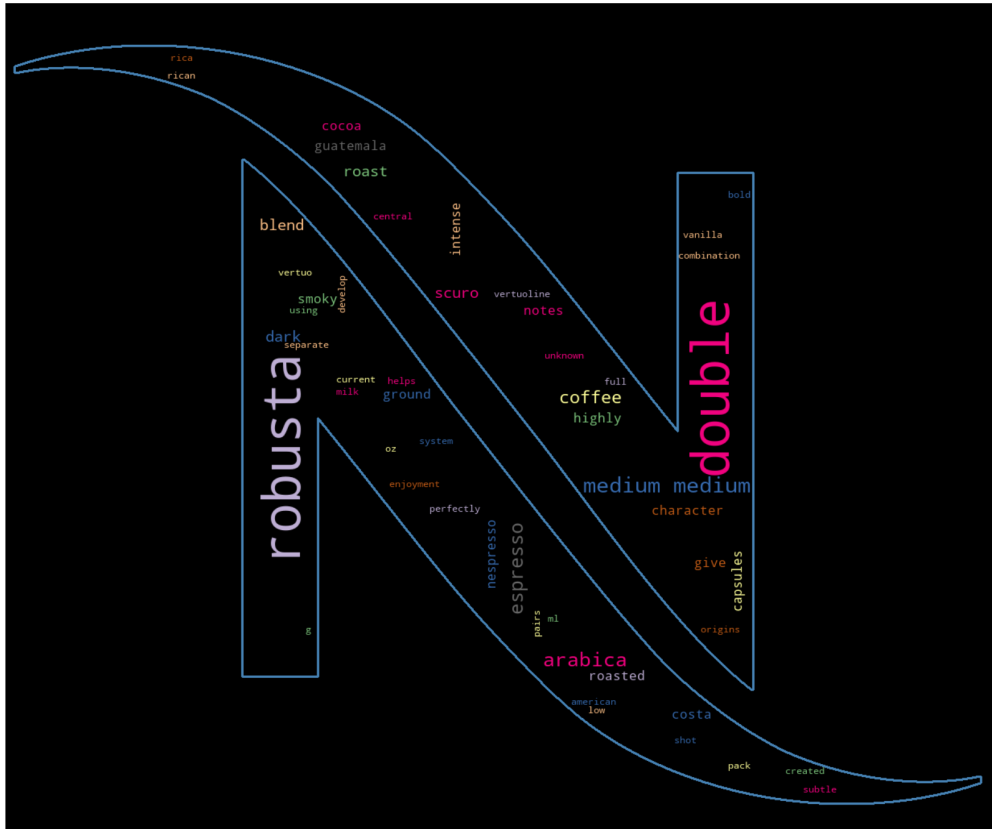 rica
rican
cocoa
guatemala
roast
bold
central
intense
blend
vanilla
combination
vertuo
develop
scuro
vertuoline
smoky
using
notes
double
dark
separate
unknown
robusta
current
helps
full
milk
ground
coffee
highly
system
oz
enjoyment
medium medium
perfectly
character
nespresso
espresso
give
capsules
pairs
ml
g
origins
arabica
roasted
american
low
costa
shot
pack
created
subtle